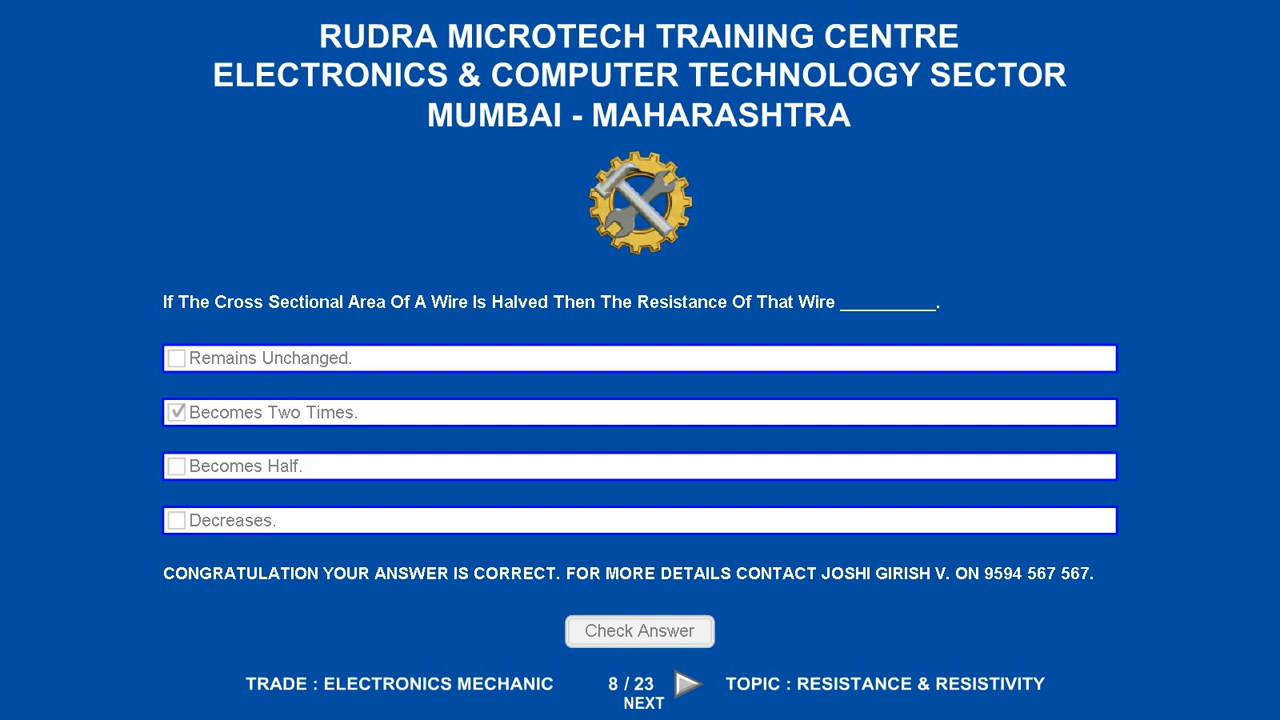 RUDRA MICROTECH TRAINING CENTRE
ELECTRONICS & COMPUTER TECHNOLOGY SECTOR
MUMBAI - MAHARASHTRA
If The Cross Sectional Area Of A Wire Is Halved Then The Resistance Of That Wire __________.
Remains Unchanged.
Becomes Two Times.
Becomes Half.
Decreases.
CONGRATULATION YOUR ANSWER IS CORRECT. FOR MORE DETAILS CONTACT JOSHI GIRISH V. ON 9594 567 567.
Check Answer
TRADE : ELECTRONICS MECHANIC 8 / 23 TOPIC : RESISTANCE & RESISTIVITY
NEXT